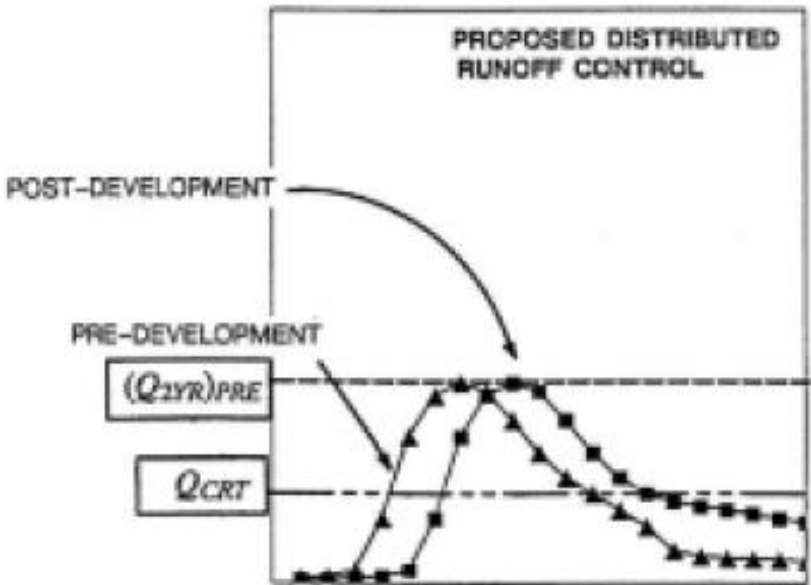 PROPOSED DISTRIBUTED
RUNOFF CONTROL
POST-DEVELOPMENT
PRE-DEVELOPMENT
(Q2YR)PRE
QCRT